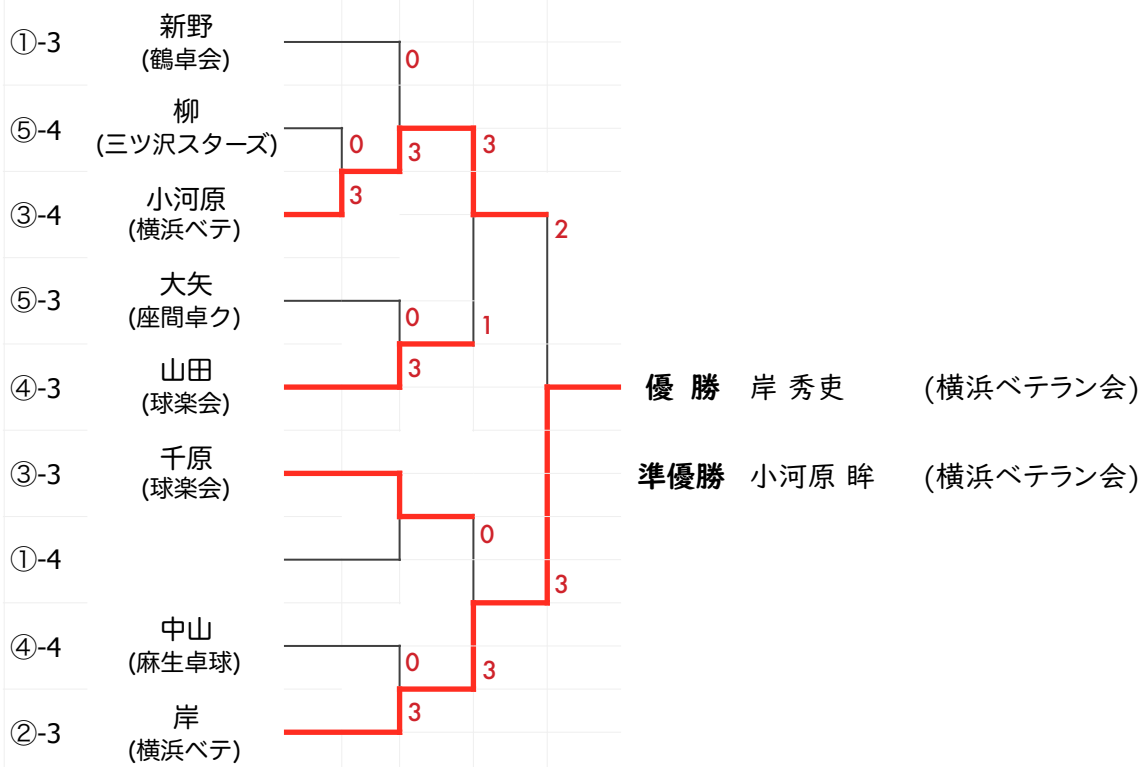 ①-3 新野
(鶴卓会)
0
⑤-4 柳
(三ツ沢スターズ)
0
3
3
③-4 小河原
(横浜ベテ)
3
2
⑤-3 大矢
(座間卓ク)
0
1
④-3 山田
(球楽会)
3
優 勝 岸 秀吏 (横浜ベテラン会)
③-3 千原
(球楽会)
準優勝 小河原 眸 (横浜ベテラン会)
0
①-4
3
④-4 中山
(麻生卓球)
0
3
②-3 岸
(横浜ベテ)
3